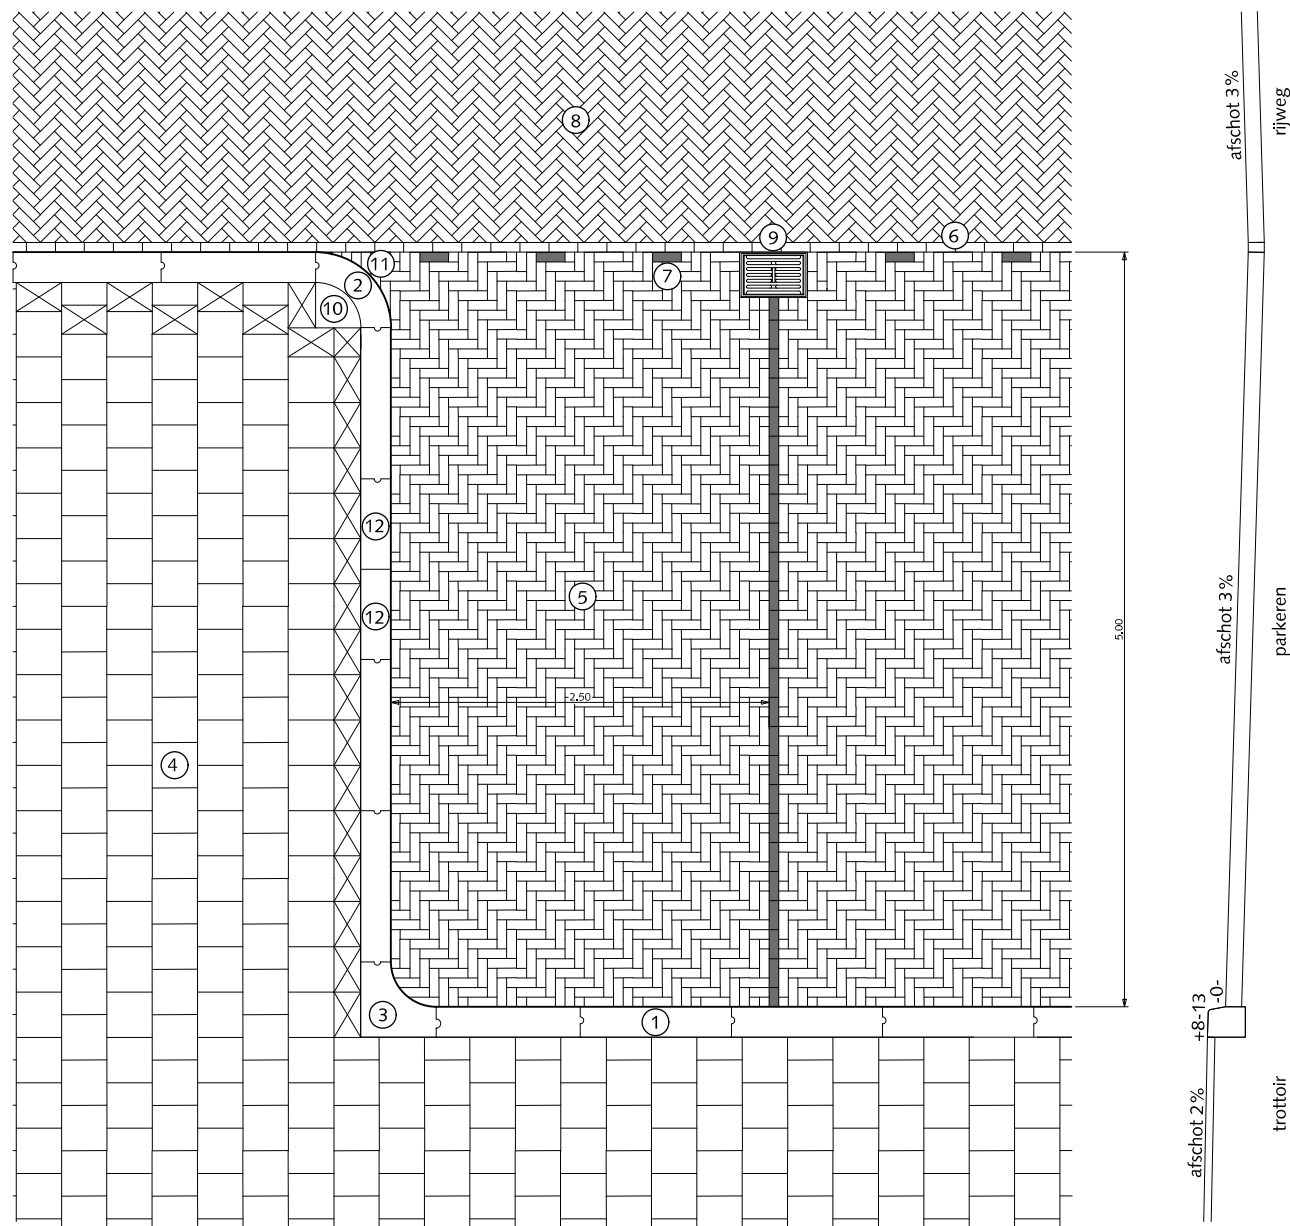 8
afschot 3%
rijweg
9
6
11
7
2
10
12
5
12
afschot 3%
parkeren
5.00
2.50
4
3
1
+8-13
-0-
afschot 2%
trottoir